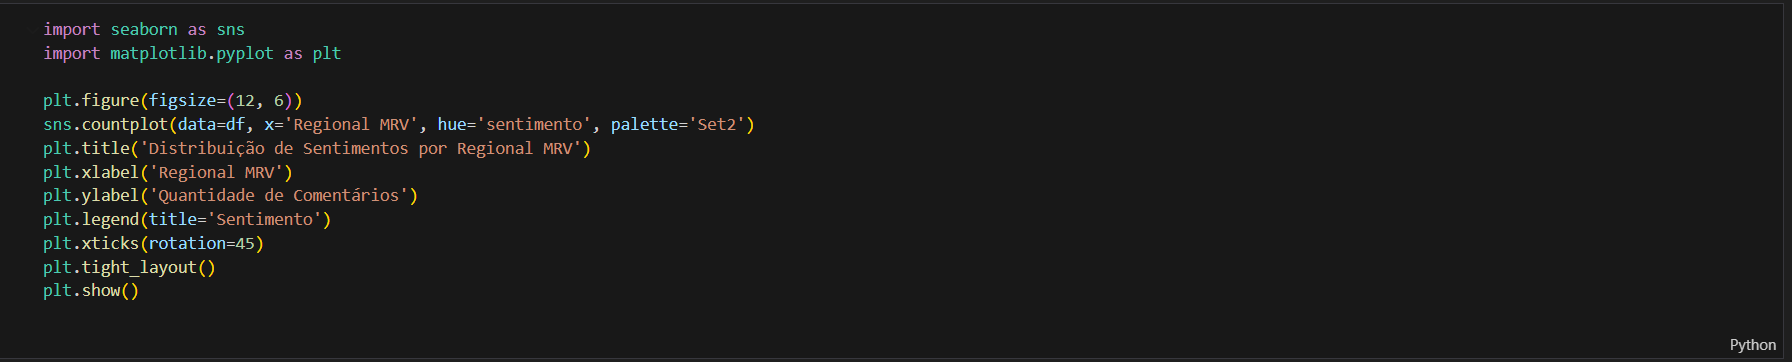 import seaborn as sns
import matplotlib.pyplot as plt
plt.figure(figsize=(12, 6))
sns.countplot(data=df, x='Regional MRV', hue='sentimento', palette='Set2')
plt.title('Distribuição de Sentimentos por Regional MRV')
plt.xlabel('Regional MRV')
plt.ylabel('Quantidade de Comentários')
plt.legend(title='Sentimento')
plt.xticks(rotation=45)
plt.tight_layout()
plt.show()
Python